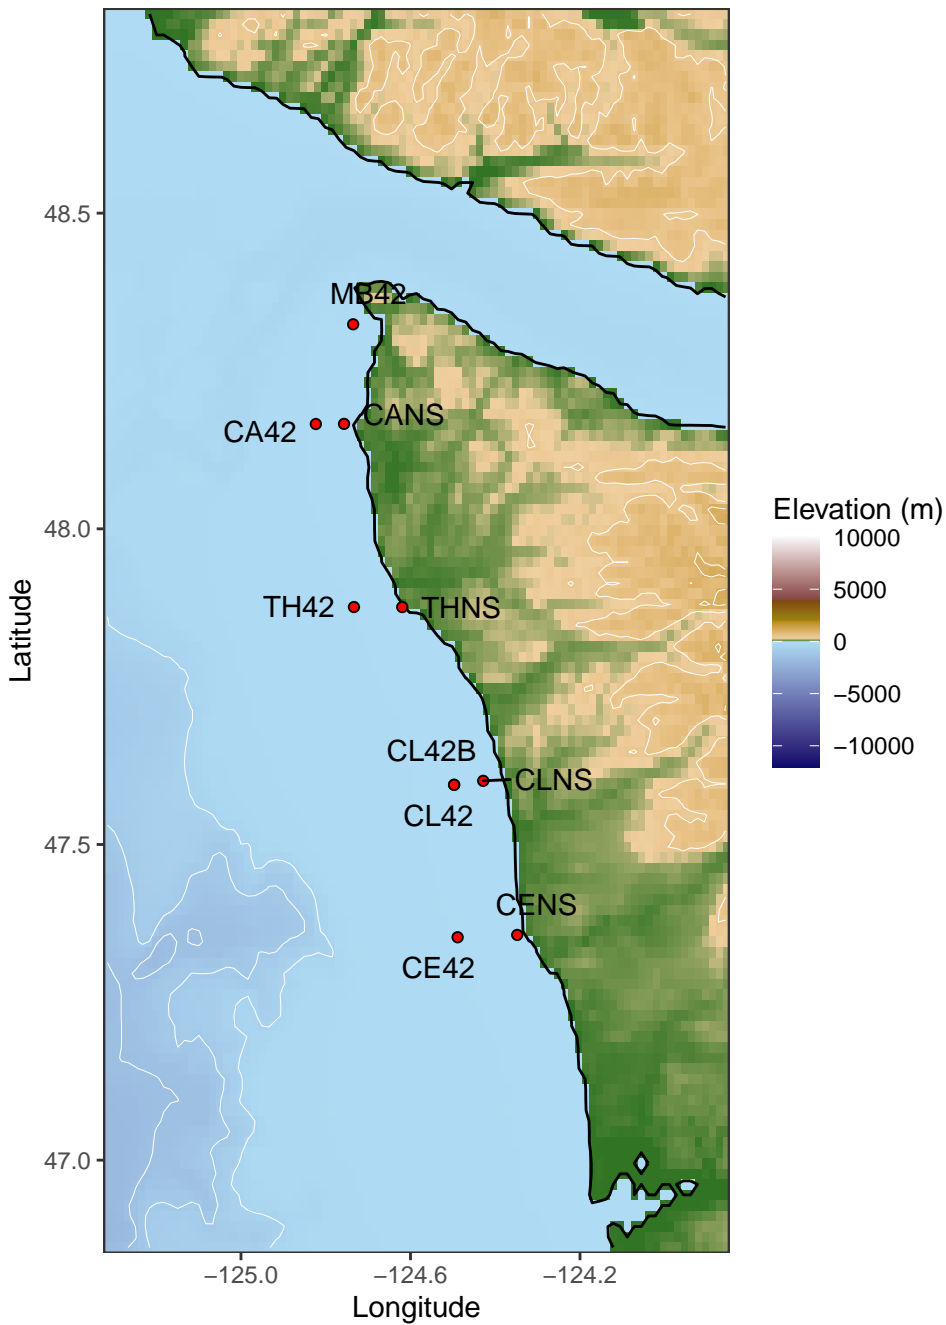 48.5
MB42
CANS
CA42
48.0
TH42
THNS
CL42B
CLNS
CL42
47.5
CENS
CE42
47.0
−125.0
−124.6
−124.2
Longitude
Latitude
Elevation (m)
10000
5000
0
−5000
−10000